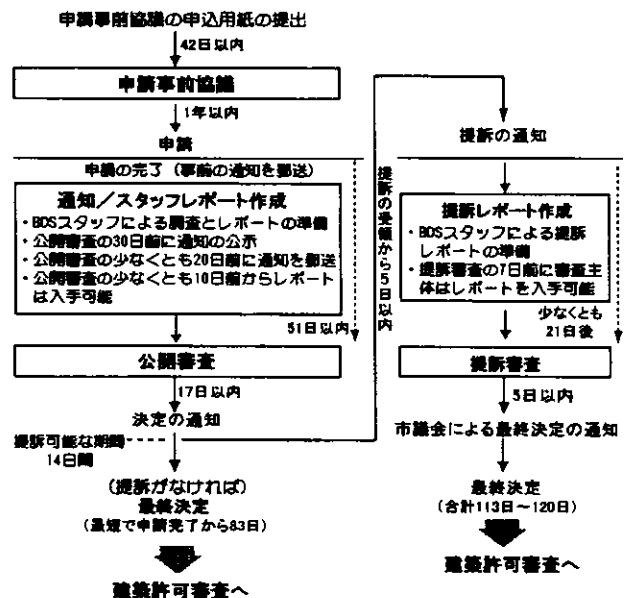 申請事前協議の申込用紙の提出
42日以内
申請事前協議
1年以内
申請
申請の完了（事前の通知を郵送）
通知／スタッフレポート作成
・BDSスタッフによる調査とレポートの準備
・公開審査の30日前に通知の公示
・公開審査の少なくとも20日前に通知を郵送
・公開審査の少なくとも10日前からレポート
は入手可能
51日以内
公開審査
17日以内
決定の通知
提訴可能な期間
14日間
(提訴がなければ)
最終決定
(最短で申請完了から83日)
建築許可審査へ
提訴の受領から5日以内
提訴の通知
提訴レポート作成
・BDSスタッフによる提訴
レポートの準備
・提訴審査の7日前に審査主
体はレポートを入手可能
少なくとも
21日後
提訴審査
5日以内
市議会による最終決定の通知
最終決定
(合計113日～120日)
建築許可審査へ